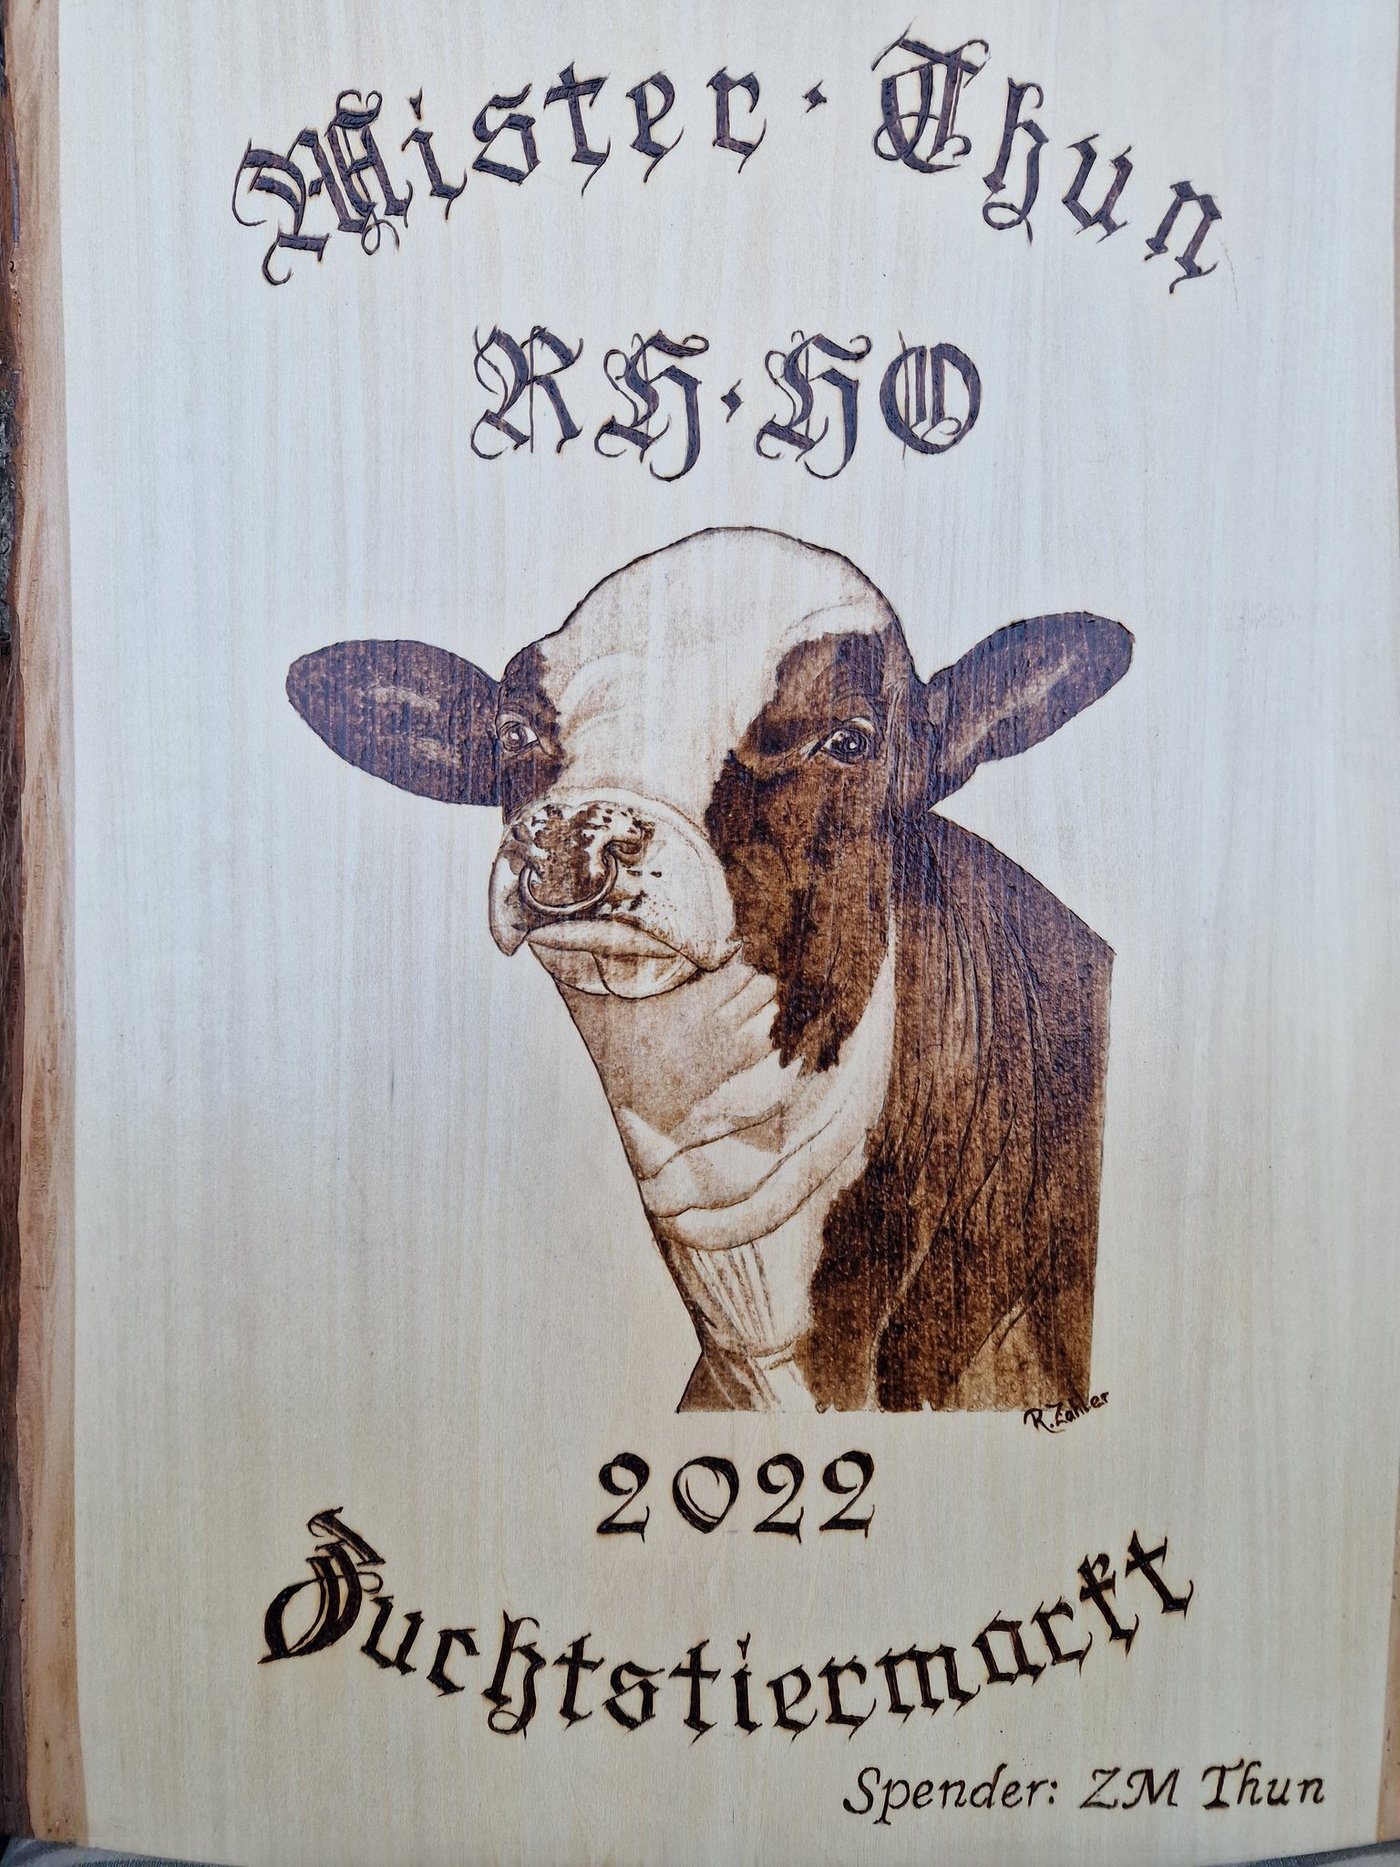 Mister·Thun
RH·HO
R. Zahler
2022
Zuchtstiermarkt
Spender: ZM Thun